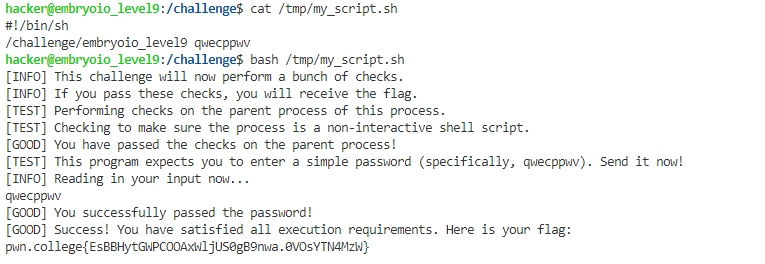 hacker@embryoio_level9:/challenge$ cat /tmp/my_script.sh
#!/bin/sh
/challenge/embryoio_level9 qwecppwv
hacker@embryoio_level9:/challenge$ bash /tmp/my_script.sh
[INFO] This challenge will now perform a bunch of checks.
[INFO] If you pass these checks, you will receive the flag.
[TEST] Performing checks on the parent process of this process.
[TEST] Checking to make sure the process is a non-interactive shell script.
[GOOD] You have passed the checks on the parent process!
[TEST] This program expects you to enter a simple password (specifically, qwecppwv). Send it now!
[INFO] Reading in your input now...
qwecppwv
[GOOD] You successfully passed the password!
[GOOD] Success! You have satisfied all execution requirements. Here is your flag:
pwn.college{EsBBHytGWPCOOAxWljUS0gB9nwa.0VOsYTN4MzW}